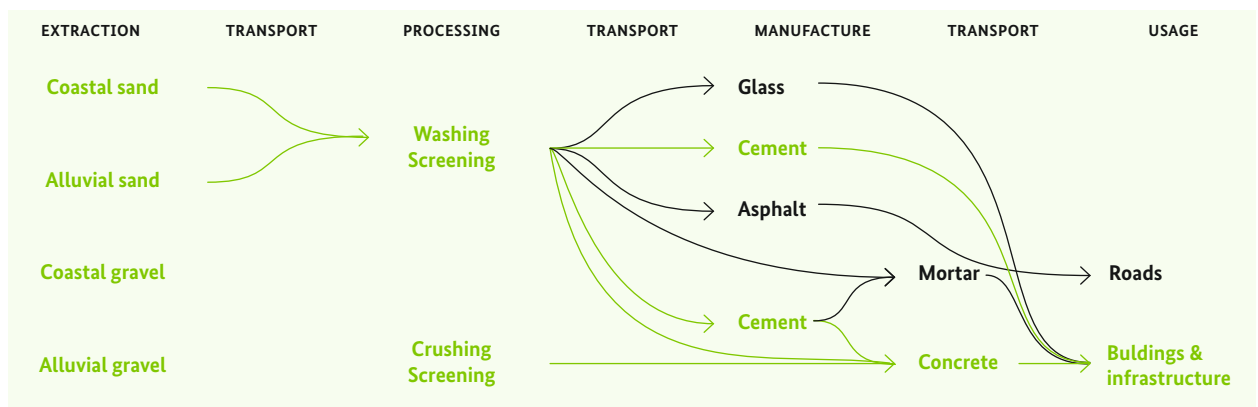 EXTRACTION TRANSPORT PROCESSING TRANSPORT MANUFACTURE TRANSPORT USAGE
Coastal sand
Glass
Washing
Screening
Cement
Alluvial sand
Asphalt
Coastal gravel
Mortar
Roads
Cement
Alluvial gravel
Crushing
Screening
Concrete
Buldings &
infrastructure